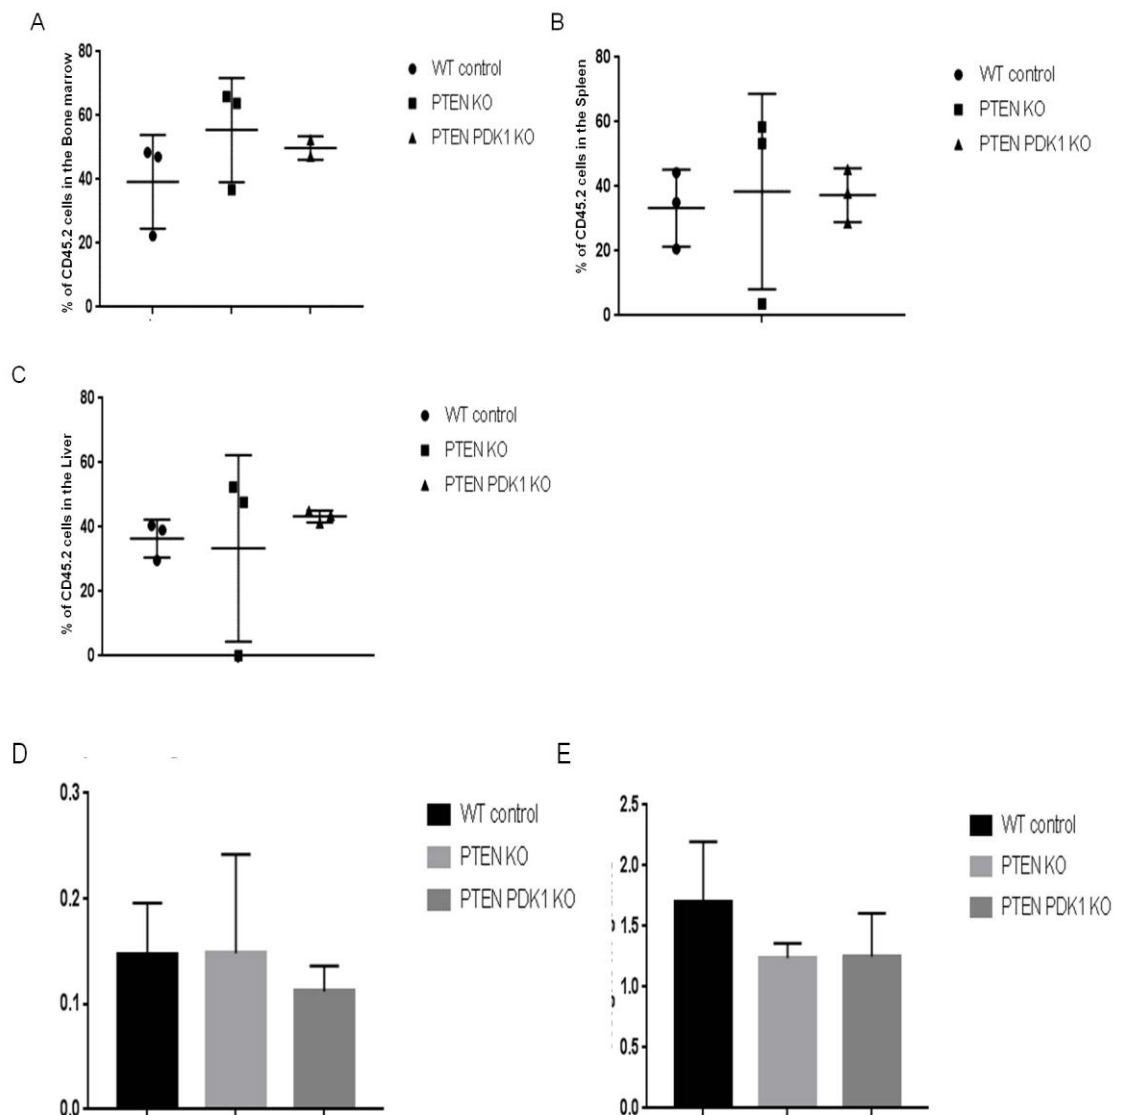 A
% of CD45.2 cells in the Bone marrow
80
60
40
20
0
WT control
PTEN KO
PTEN PDK1 KO
B
% of CD45.2 cells in the Spleen
80
60
40
20
0
WT control
PTEN KO
PTEN PDK1 KO
C
% of CD45.2 cells in the Liver
80
60
40
20
0
WT control
PTEN KO
PTEN PDK1 KO
D
0.3
0.2
0.1
0.0
WT control
PTEN KO
PTEN PDK1 KO
E
2.5
2.0
1.5
1.0
0.5
0.0
WT control
PTEN KO
PTEN PDK1 KO